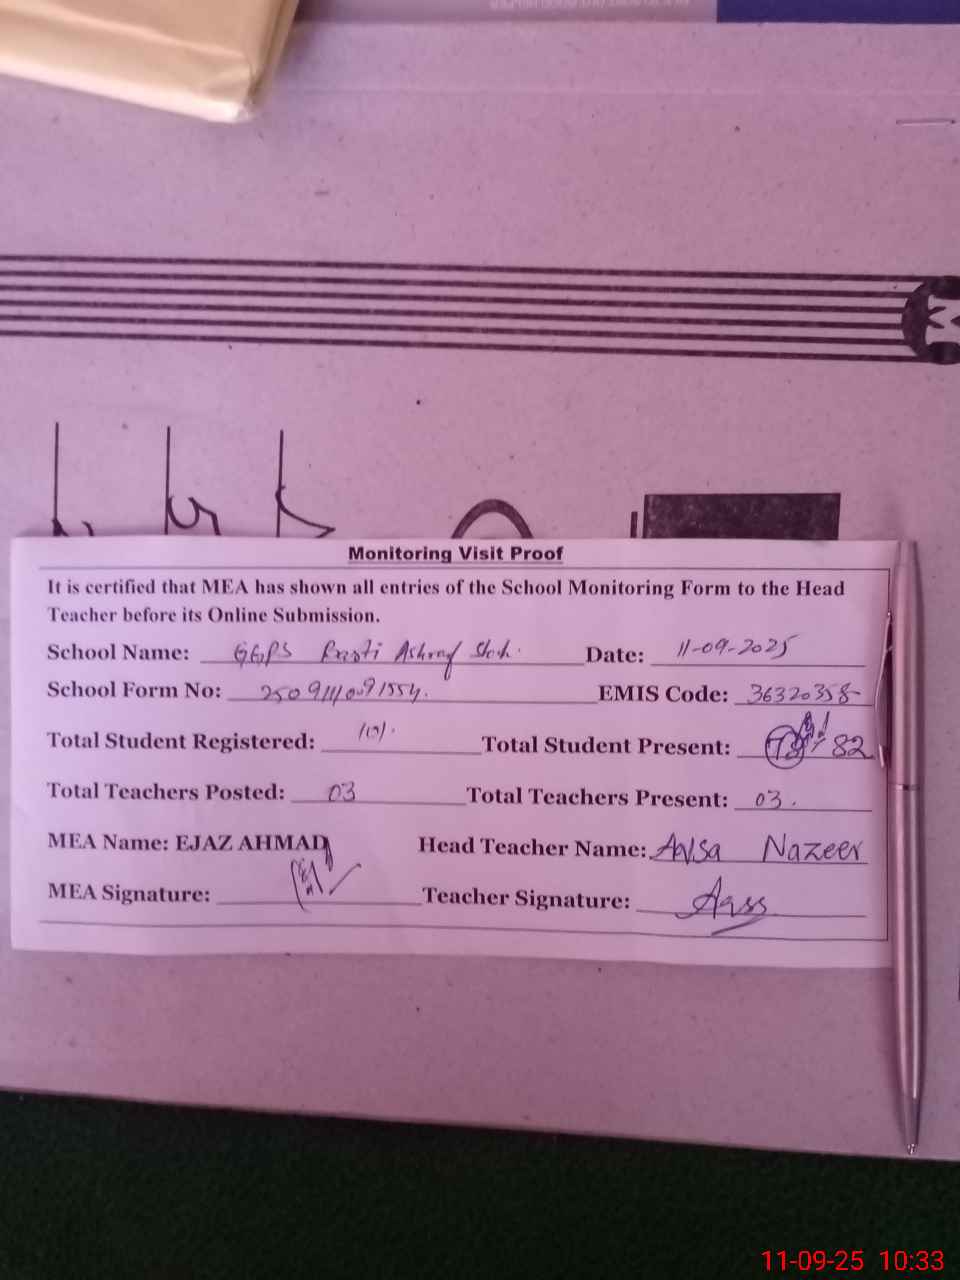 Monitoring Visit Proof
It is certified that MEA has shown all entries of the School Monitoring Form to the Head
Teacher before its Online Submission.
School Name: GGPS Basti Ashraf Date: 11-09-2025
School Form No: EMIS Code: 36320358
Total Student Registered: 101. Total Student Present: 78 82
Total Teachers Posted: 03 Total Teachers Present: 03.
MEA Name: EJAZ AHMAD Head Teacher Name: Nazeer
MEA Signature: Teacher Signature:
11-09-25 10:33